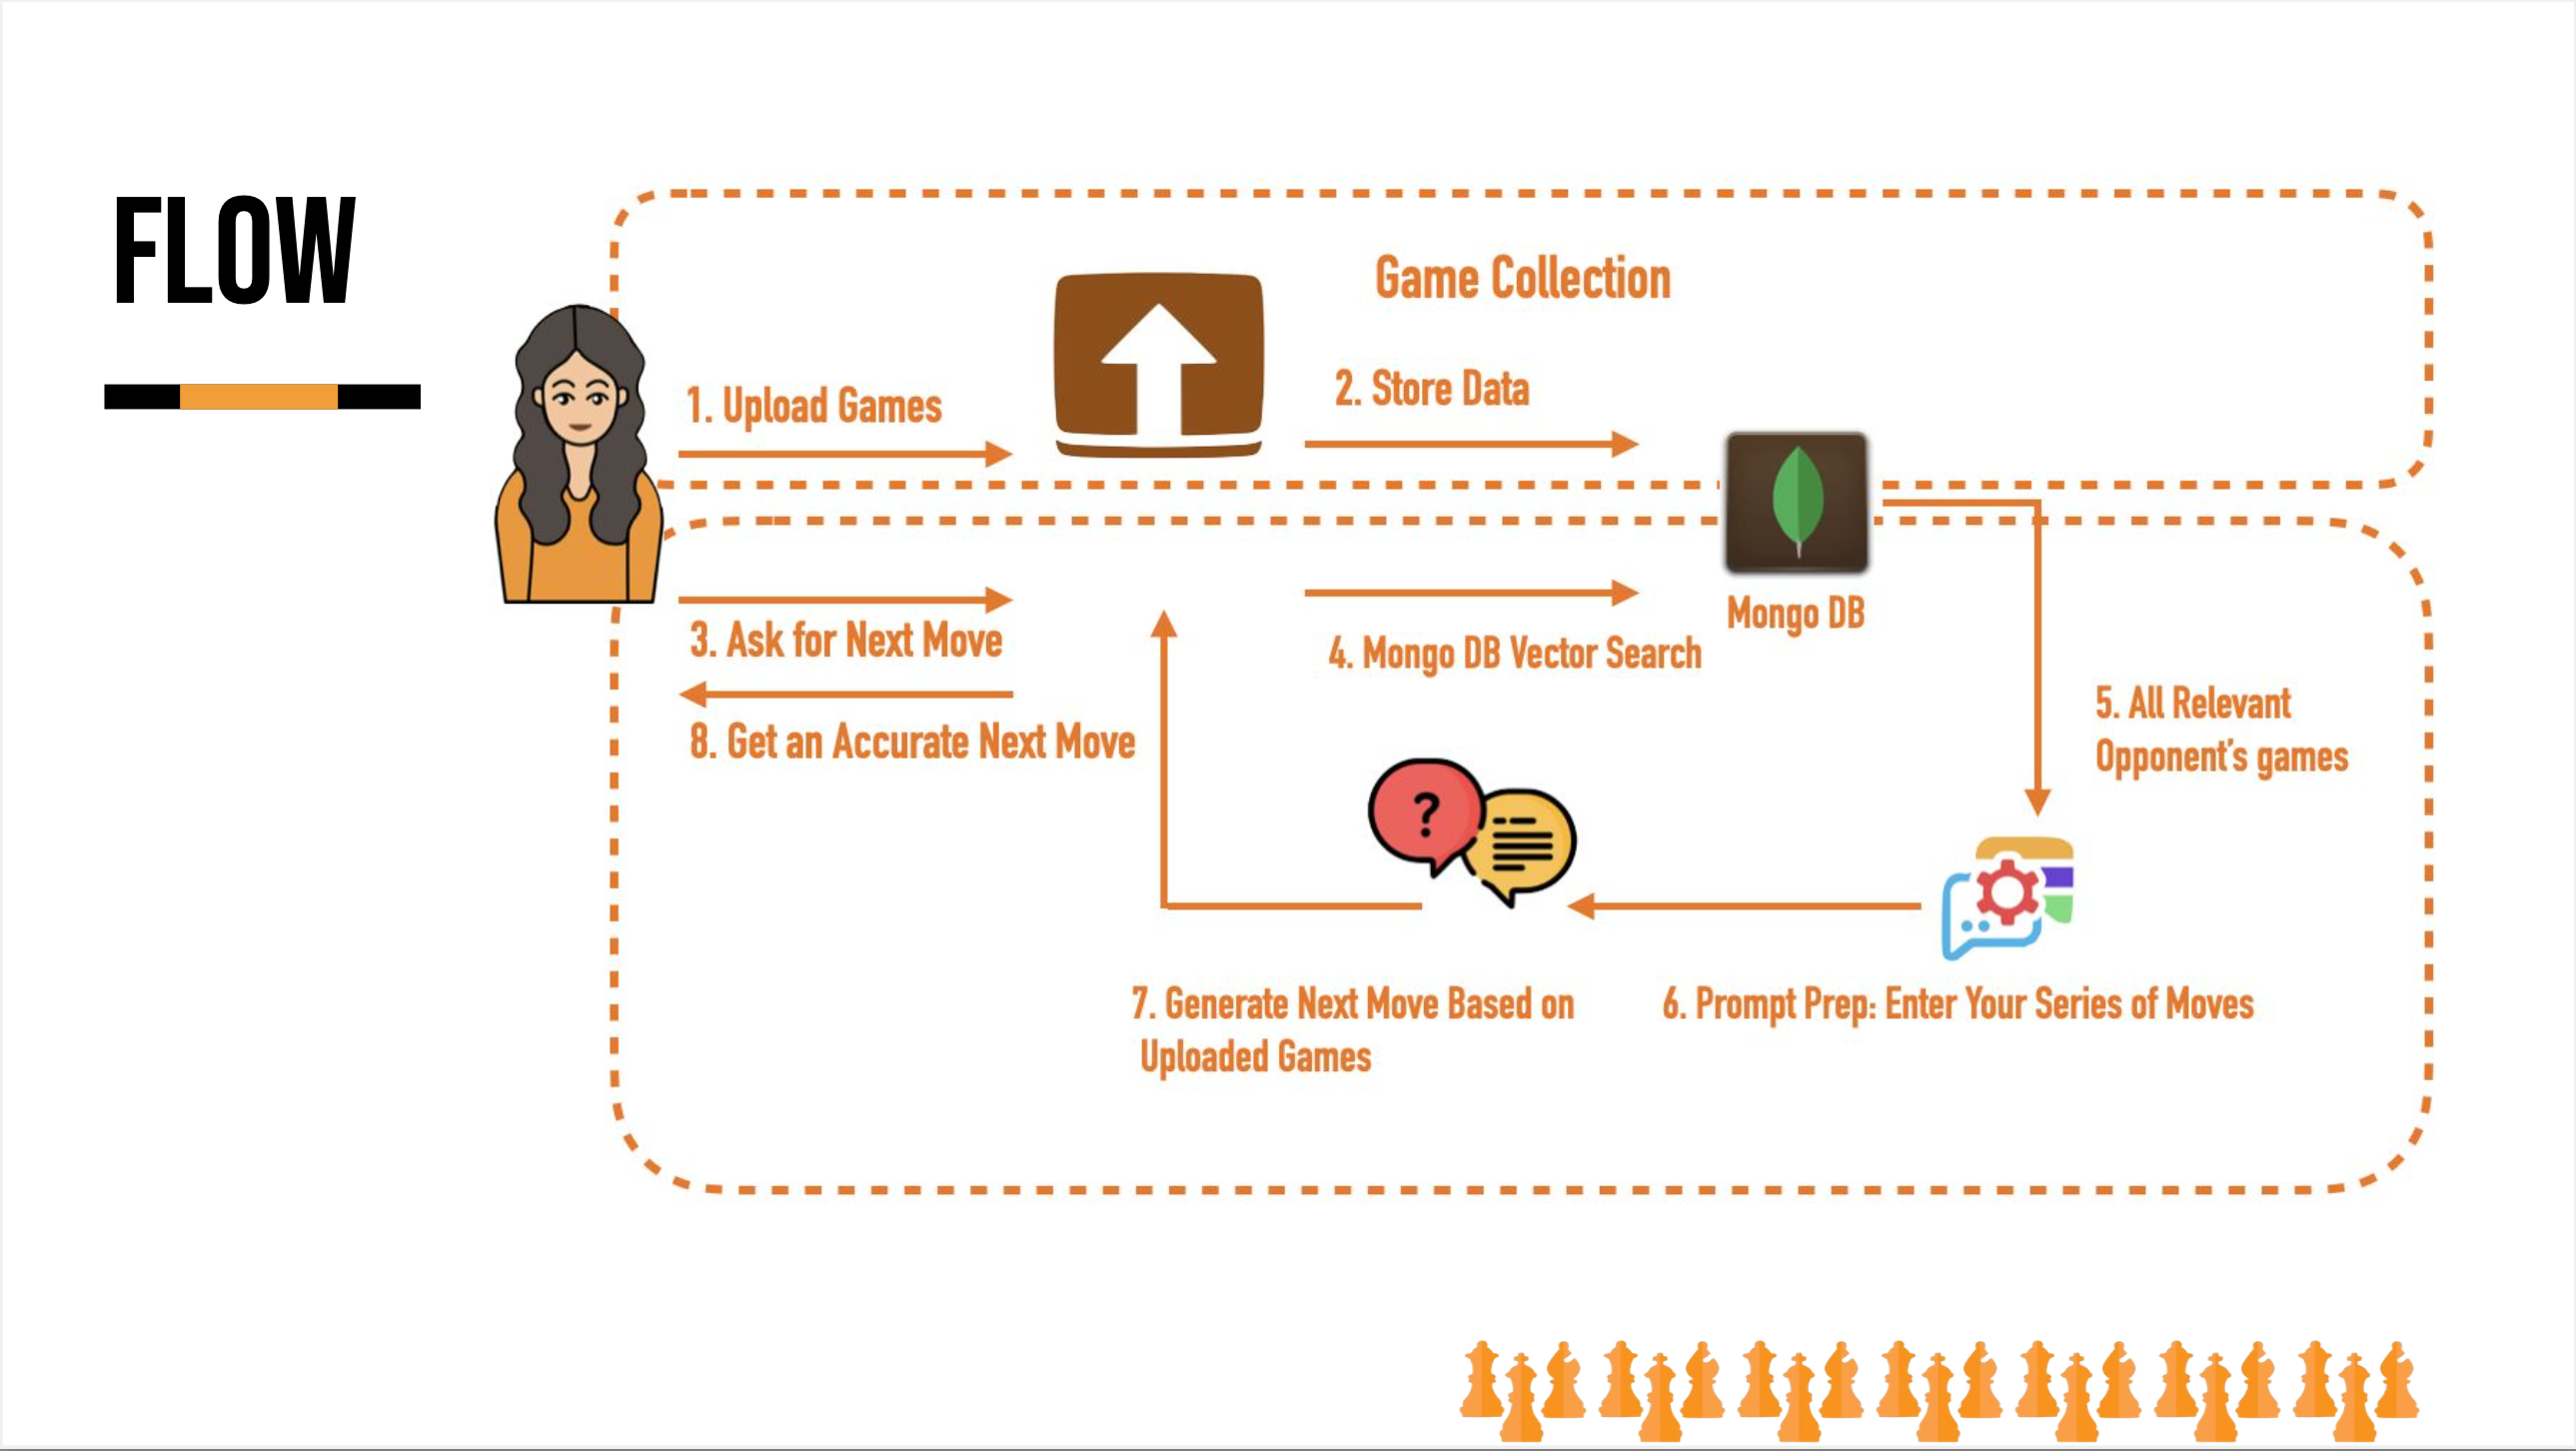 FLOW
Game Collection
1. Upload Games
2. Store Data
3. Ask for Next Move
4. Mongo DB Vector Search
Mongo DB
5. All Relevant
Opponent's games
8. Get an Accurate Next Move
?
7. Generate Next Move Based on
Uploaded Games
6. Prompt Prep: Enter Your Series of Moves